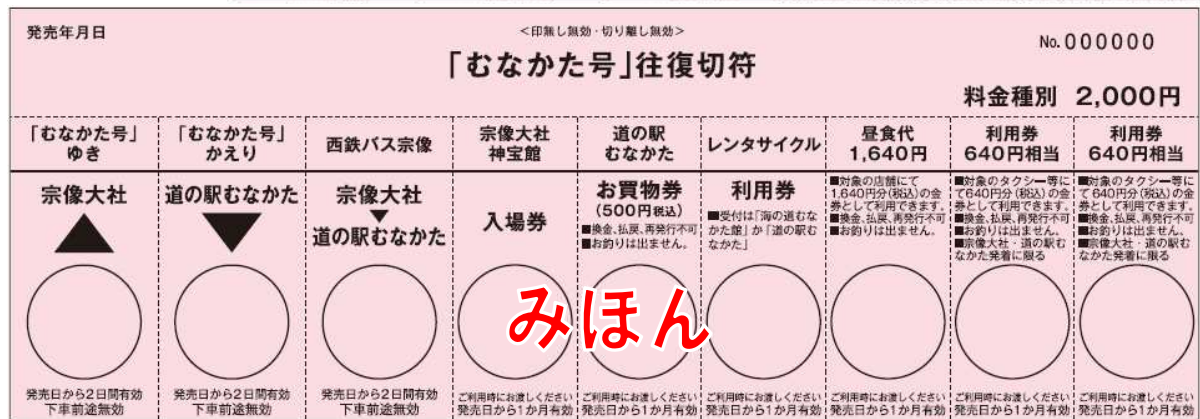 発売年月日
<印無し無効・切り離し無効>
No.000000
「むなかた号」往復切符
料金種別 2,000円
「むなかた号」
ゆき
宗像大社
▲
発売日から2日間有効
下車前途無効
「むなかた号」
かえり
道の駅むなかた
▼
発売日から2日間有効
下車前途無効
西鉄バス宗像
宗像大社
▼
道の駅むなかた
発売日から2日間有効
下車前途無効
宗像大社
神宝館
入場券
ご利用時にお渡しください
発売日から1か月有効
道の駅
むなかた
お買物券
(500円税込)
■換金、払戻、再発行不可
■お釣りは出ません。
ご利用時にお渡しください
発売日から1か月有効
レンタサイクル
利用券
■受付は「海の道むな
かた館」か「道の駅む
なかた」
ご利用時にお渡しください
発売日から1か月有効
昼食代
1,640円
■対象の店舗にて
1,640円分(税込)の金
券として利用できます。
■換金、払戻、再発行不可
■お釣りは出ません。
ご利用時にお渡しください
発売日から1か月有効
利用券
640円相当
■対象のタクシー等に
て640円分(税込)の金
券として利用できます。
■換金、払戻、再発行不可
■お釣りは出ません、
■宗像大社・道の駅む
なかた発着に限る
ご利用時にお渡しください
発売日から1か月有効
利用券
640円相当
■対象のタクシー等に
て640円分(税込)の金
券として利用できます。
■換金、払戻、再発行不可
■お釣りは出ません、
■宗像大社・道の駅む
なかた発着に限る
ご利用時にお渡しください
発売日から1か月有効
みほん